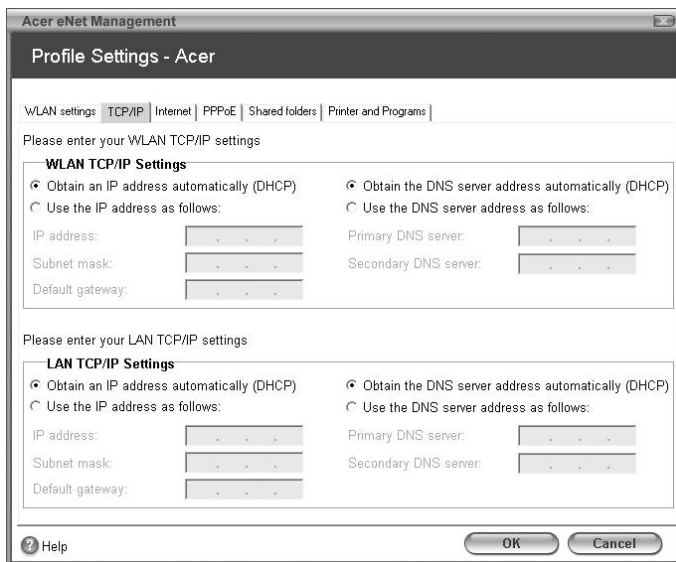 Acer eNet Management
Profile Settings - Acer
WLAN settings TCP/IP Internet PPPoE Shared folders Printer and Programs
Please enter your WLAN TCP/IP settings
WLAN TCP/IP Settings
Obtain an IP address automatically (DHCP) Obtain the DNS server address automatically (DHCP)
Use the IP address as follows: Use the DNS server address as follows:
IP address: Primary DNS server:
Subnet mask: Secondary DNS server:
Default gateway:
Please enter your LAN TCP/IP settings
LAN TCP/IP Settings
Obtain an IP address automatically (DHCP) Obtain the DNS server address automatically (DHCP)
Use the IP address as follows: Use the DNS server address as follows:
IP address: Primary DNS server:
Subnet mask: Secondary DNS server:
Default gateway:
? Help OK Cancel